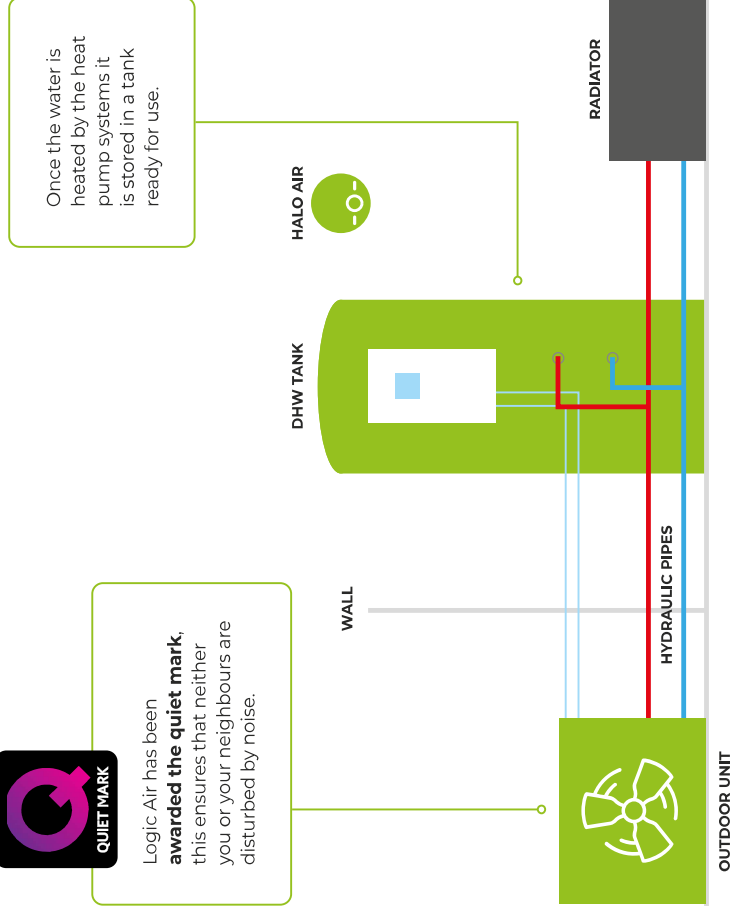 QUIET MARK
Logic Air has been
awarded the quiet mark,
this ensures that neither
you or your neighbours are
disturbed by noise.
Once the water is
heated by the heat
pump systems it
is stored in a tank
ready for use.
WALL
DHW TANK
HALO AIR
RADIATOR
HYDRAULIC PIPES
OUTDOOR UNIT